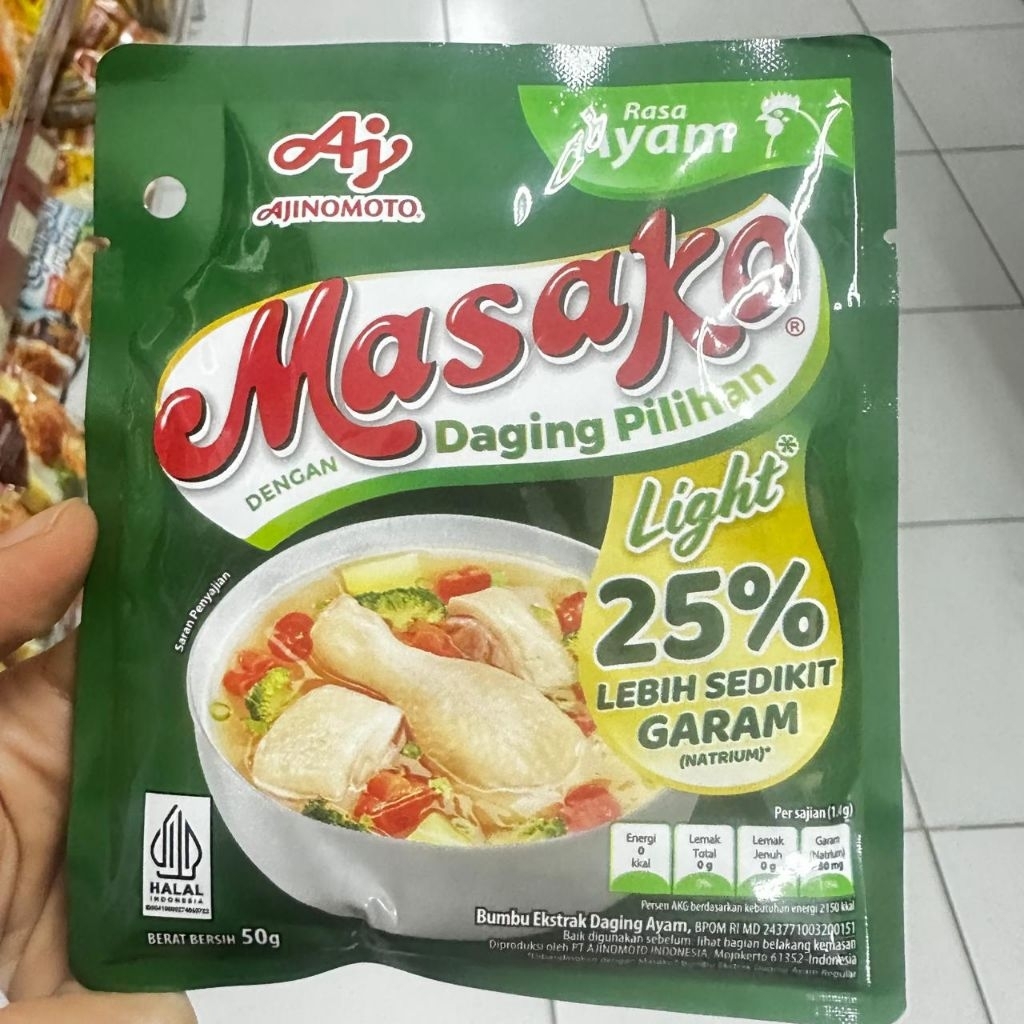 Aj
AJINOMOTO®
Rasa
Ayam
Masako®
DENGAN Daging Pilihan
Light*
25%
LEBIH SEDIKIT
GARAM
(NATRIUM)*
Saran Penyajian
HALAL
INDONESIA
BERAT BERSIH 50g
Per sajian (1,4g)
Energi
0
kkal
Lemak
Total
0 g
Lemak
Jenuh
0 g
Garam
(Natrium)
mg
Persen AKG berdasarkan kebutuhan energi 2150 kkal
Bumbu Ekstrak Daging Ayam, BPOM RI MD 243771003200151
Baik digunakan sebelum: lihat bagian belakang kemasan
Diproduksi oleh PT AJINOMOTO INDONESIA, Mojokerto 61352-Indonesia